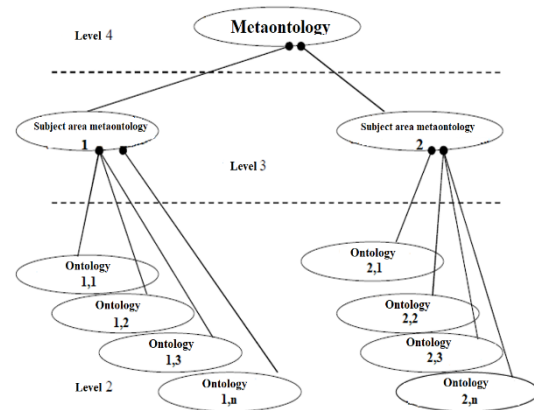 Metaontology
Level 4
Subject area metaontology
1
Subject area metaontology
2
Level 3
Ontology
1,1
Ontology
2,1
Ontology
1,2
Ontology
2,2
Ontology
1,3
Ontology
2,3
Level 2
Ontology
1,n
Ontology
2,n